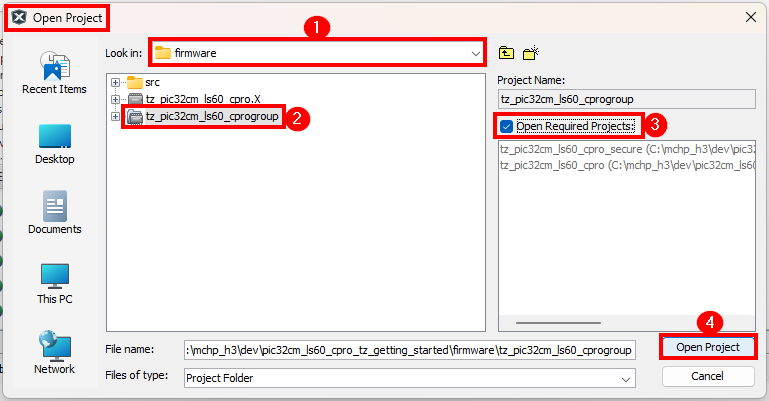 Open Project
1
Look in:
firmware
Recent Items
Desktop
Documents
This PC
Network
src
tz_pic32cm_ls60_cpro.X
tz_pic32cm_ls60_cprogroup
2
Project Name:
tz_pic32cm_ls60_cprogroup
Open Required Projects:
3
tz_pic32cm_ls60_cpro_secure (C:\mchp_h3\dev\pic32
tz_pic32cm_ls60_cpro (C:\mchp_h3\dev\pic32cm_ls60
4
File name:
:\mchp_h3\dev\pic32cm_ls60_cpro_tz_getting_started\firmware\tz_pic32cm_ls60_cprogroup
Open Project
Files of type:
Project Folder
Cancel